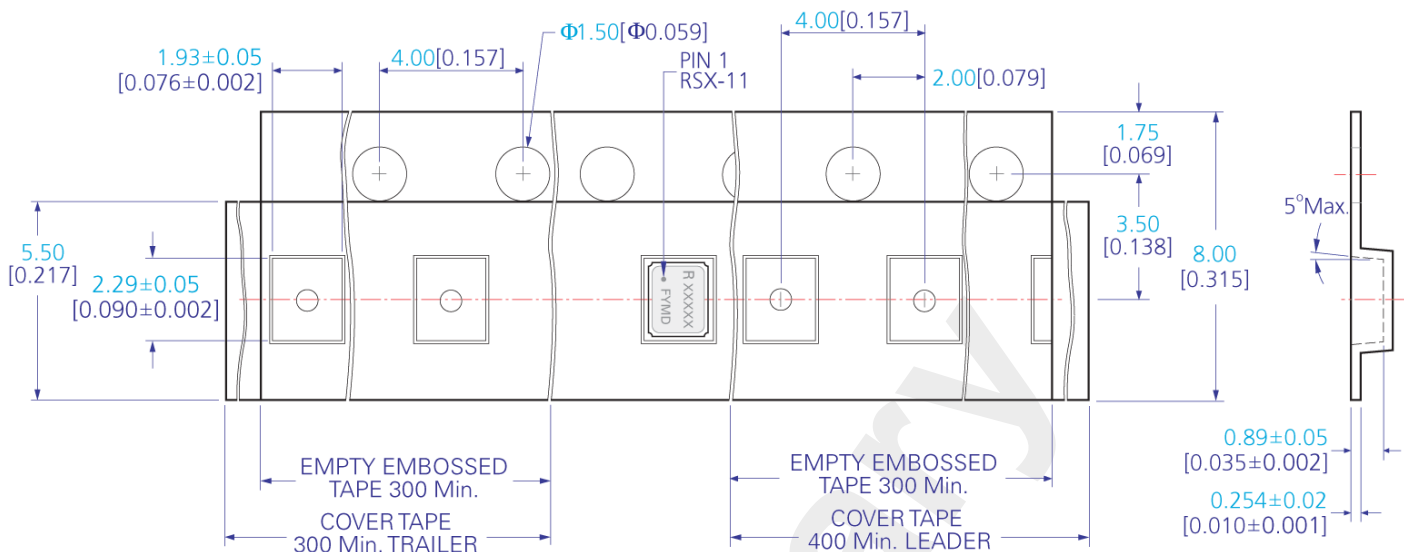 4.00[0.157]
Φ1.50[Φ0.059]
1.93±0.05
[0.076±0.002]
4.00[0.157]
PIN 1
RSX-11
2.00[0.079]
1.75
[0.069]
5.50
[0.217]
2.29±0.05
[0.090±0.002]
R XXXXX
• FYMD
3.50
[0.138]
8.00
[0.315]
5°Max.
EMPTY EMBOSSED
TAPE 300 Min.
EMPTY EMBOSSED
TAPE 300 Min.
COVER TAPE
300 Min. TRAILER
COVER TAPE
400 Min. LEADER
0.89±0.05
[0.035±0.002]
0.254±0.02
[0.010±0.001]
ery